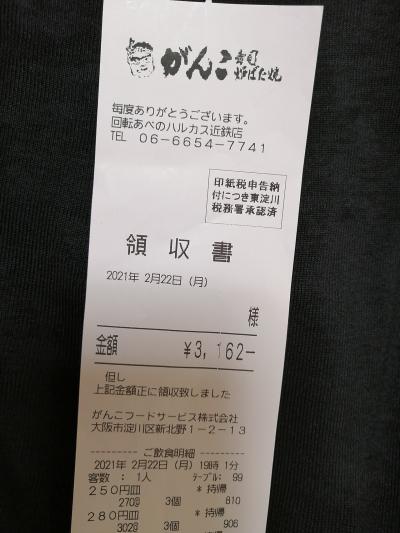 がんこ 寿司 炉ばた焼
毎度ありがとうございます。
回転あべのハルカス近鉄店
TEL 06-6654-7741
印紙税申告納
付につき東淀川
税務署承認済
領収書
2021年 2月22日(月)
様
金額 ¥3,162-
但し
上記金額正に領収致しました
がんこフードサービス株式会社
大阪市淀川区新北野1-2-13
--------- ご飲食明細 ---------
2021年 2月22日(月)19時 1分
客数 : 1人 テーブル: 99
250円皿 * 持帰
270@ 3個 810
280円皿 * 持帰
302@ 3個 906